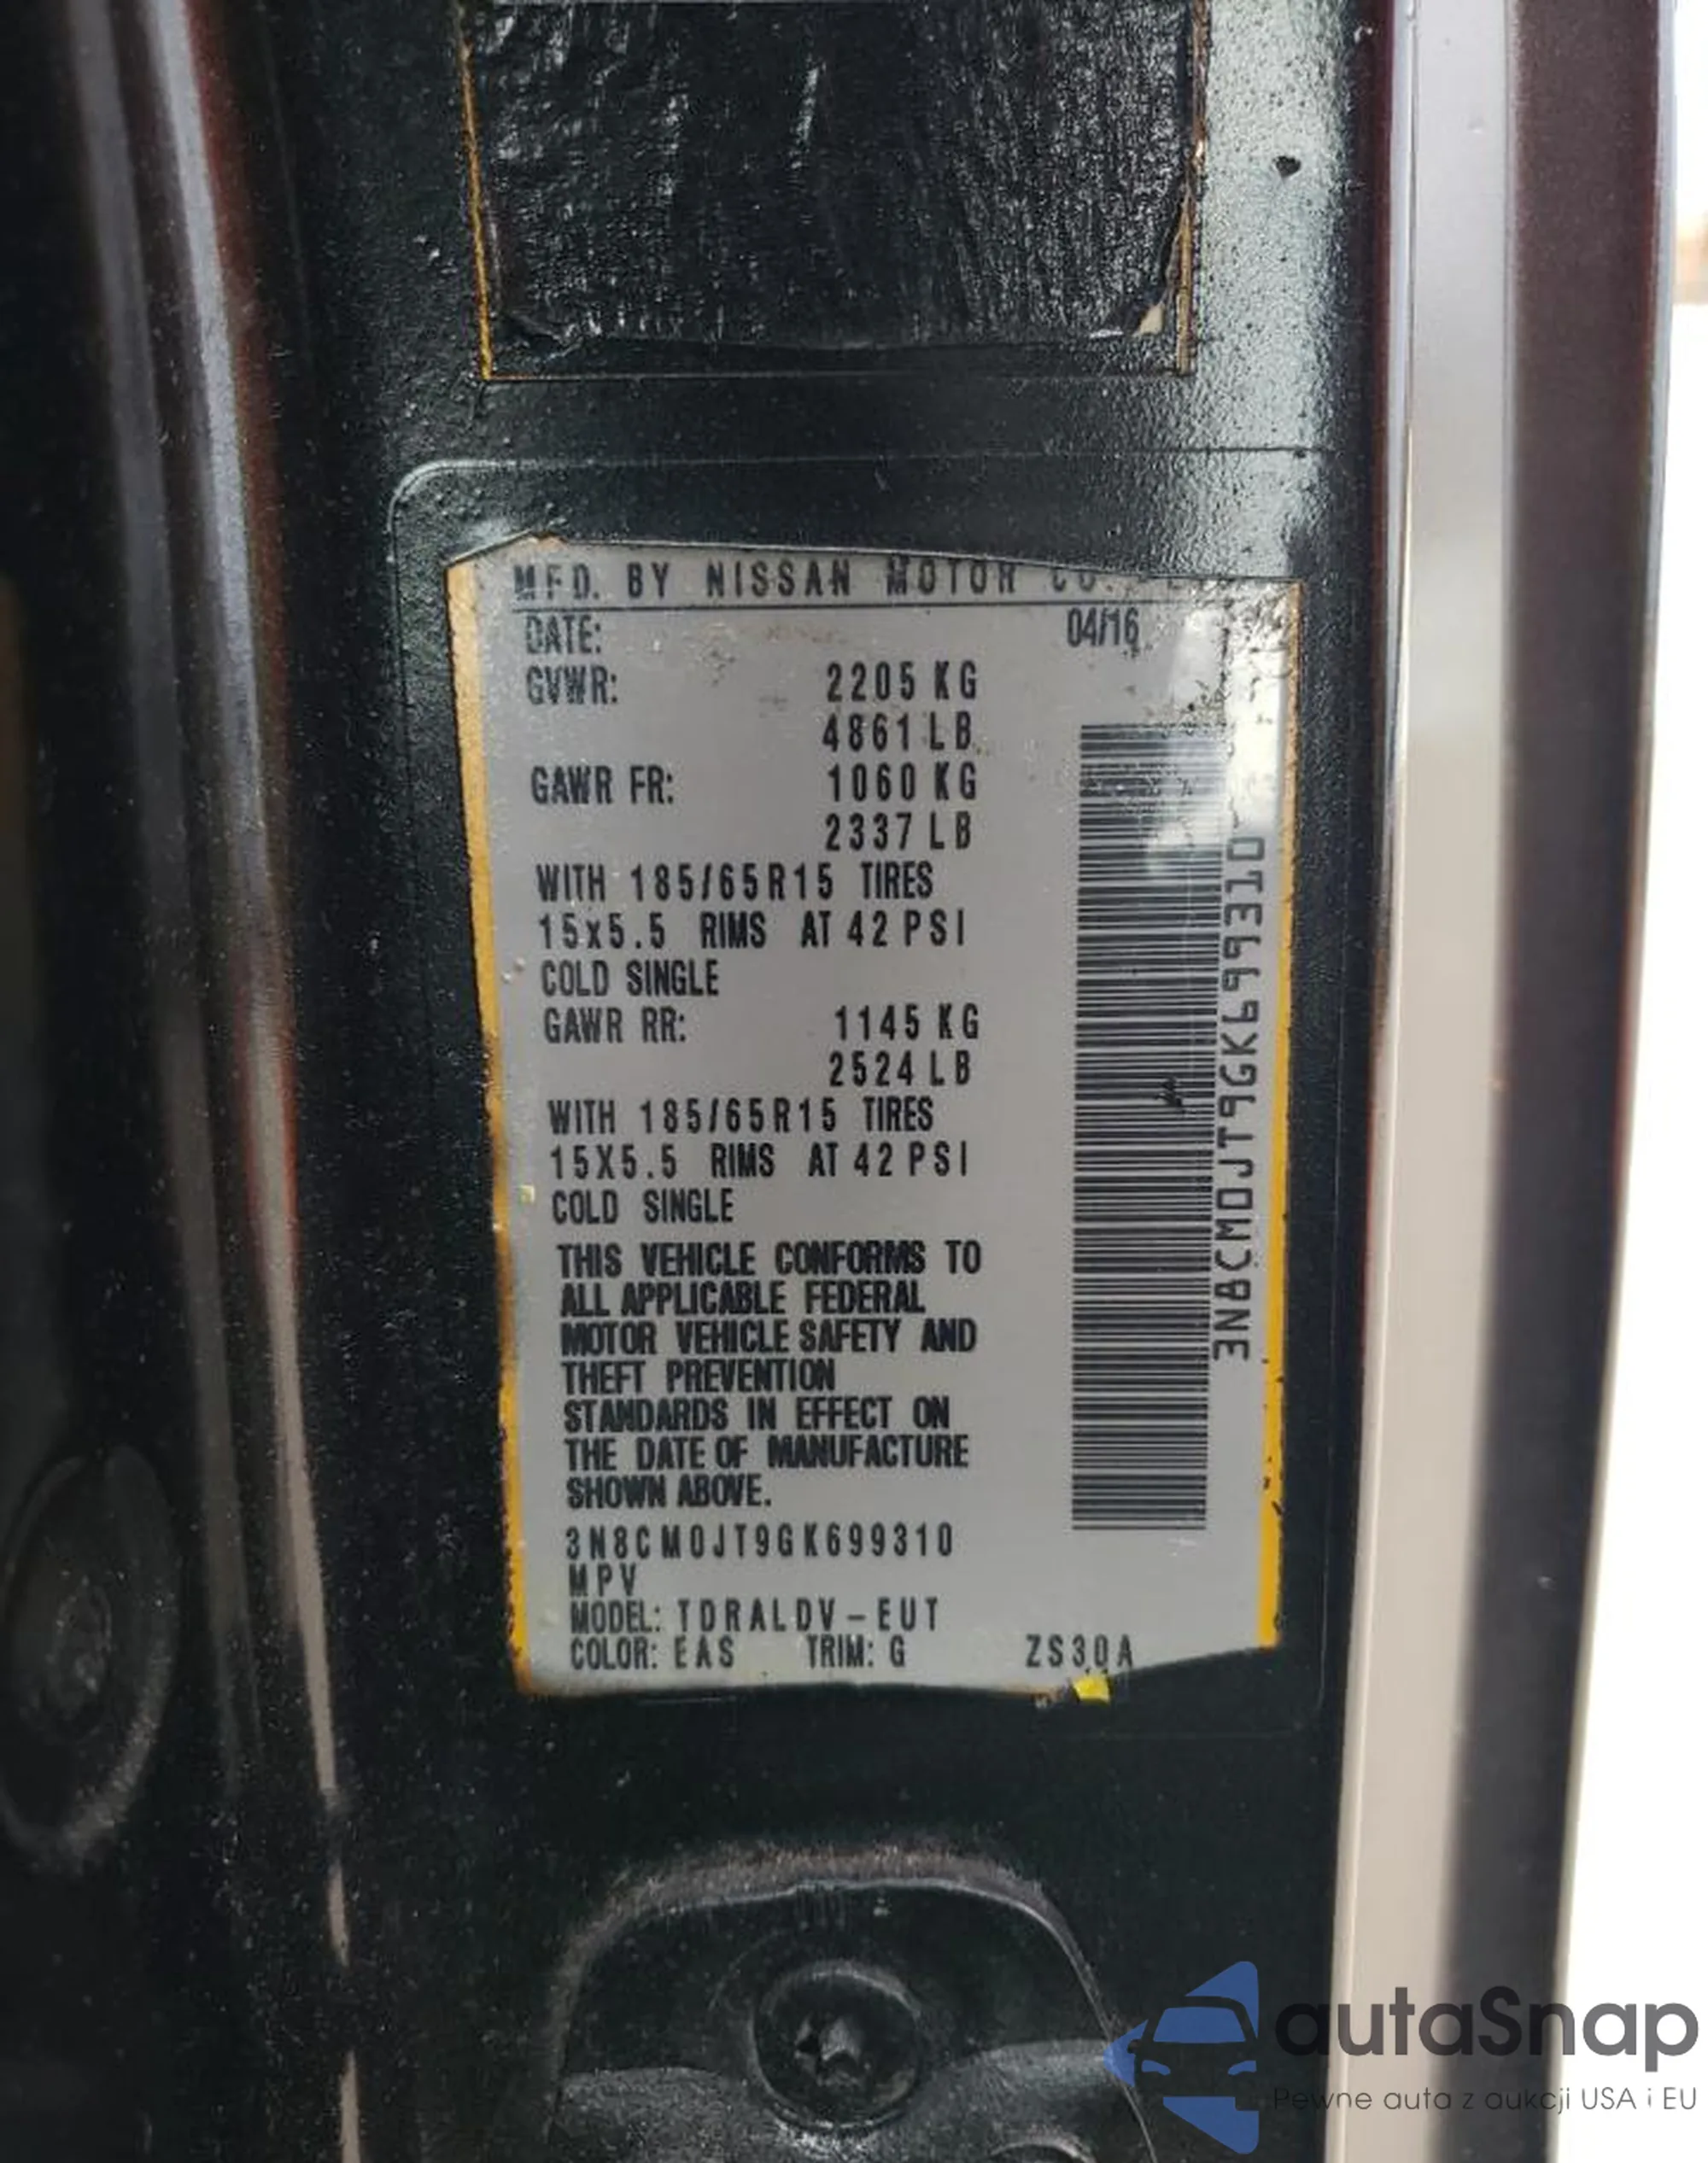 MFD. BY NISSAN MOTOR CO.
DATE: 04/16
GVWR: 2205 KG
4861 LB
GAWR FR: 1060 KG
2337 LB
WITH 185/65R15 TIRES
15x5.5 RIMS AT 42 PSI
COLD SINGLE
GAWR RR: 1145 KG
2524 LB
WITH 185/65R15 TIRES
15X5.5 RIMS AT 42 PSI
COLD SINGLE
THIS VEHICLE CONFORMS TO
ALL APPLICABLE FEDERAL
MOTOR VEHICLE SAFETY AND
THEFT PREVENTION
STANDARDS IN EFFECT ON
THE DATE OF MANUFACTURE
SHOWN ABOVE.
3N8CM0JT9GK699310
MPV
MODEL: TDRALDV-EUT
COLOR: EAS TRIM: G ZS30A
3N8CM0JT9GK699310
autaSnap
Pewne auta z aukcji USA i EU